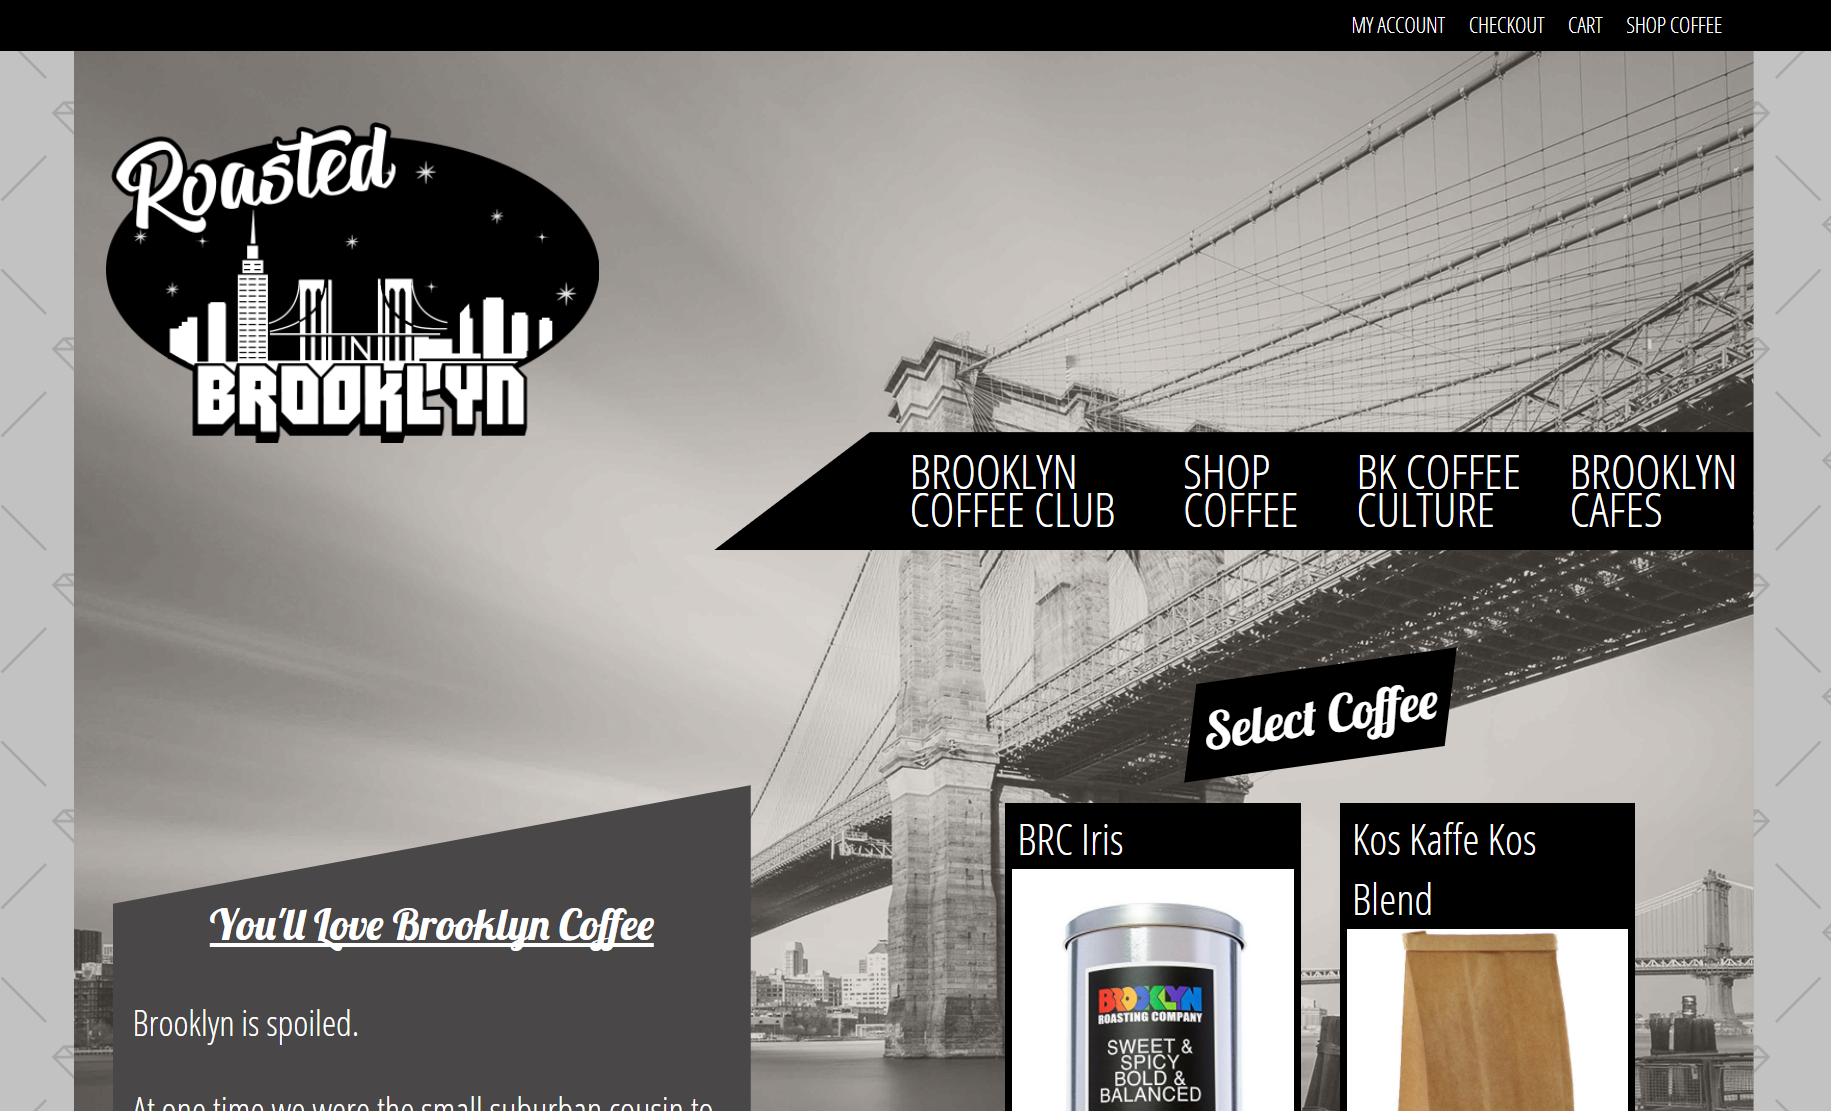 MY ACCOUNT CHECKOUT CART SHOP COFFEE
Roasted
IN
BROOKLYN
BROOKLYN COFFEE CLUB
SHOP COFFEE
BK COFFEE CULTURE
BROOKLYN CAFES
Select Coffee
You'll Love Brooklyn Coffee
Brooklyn is spoiled.
At one time we were the small suburban cousin to
BRC Iris
BROOKLYN
ROASTING COMPANY
SWEET &
SPICY
BOLD &
BALANCED
Kos Kaffe Kos
Blend